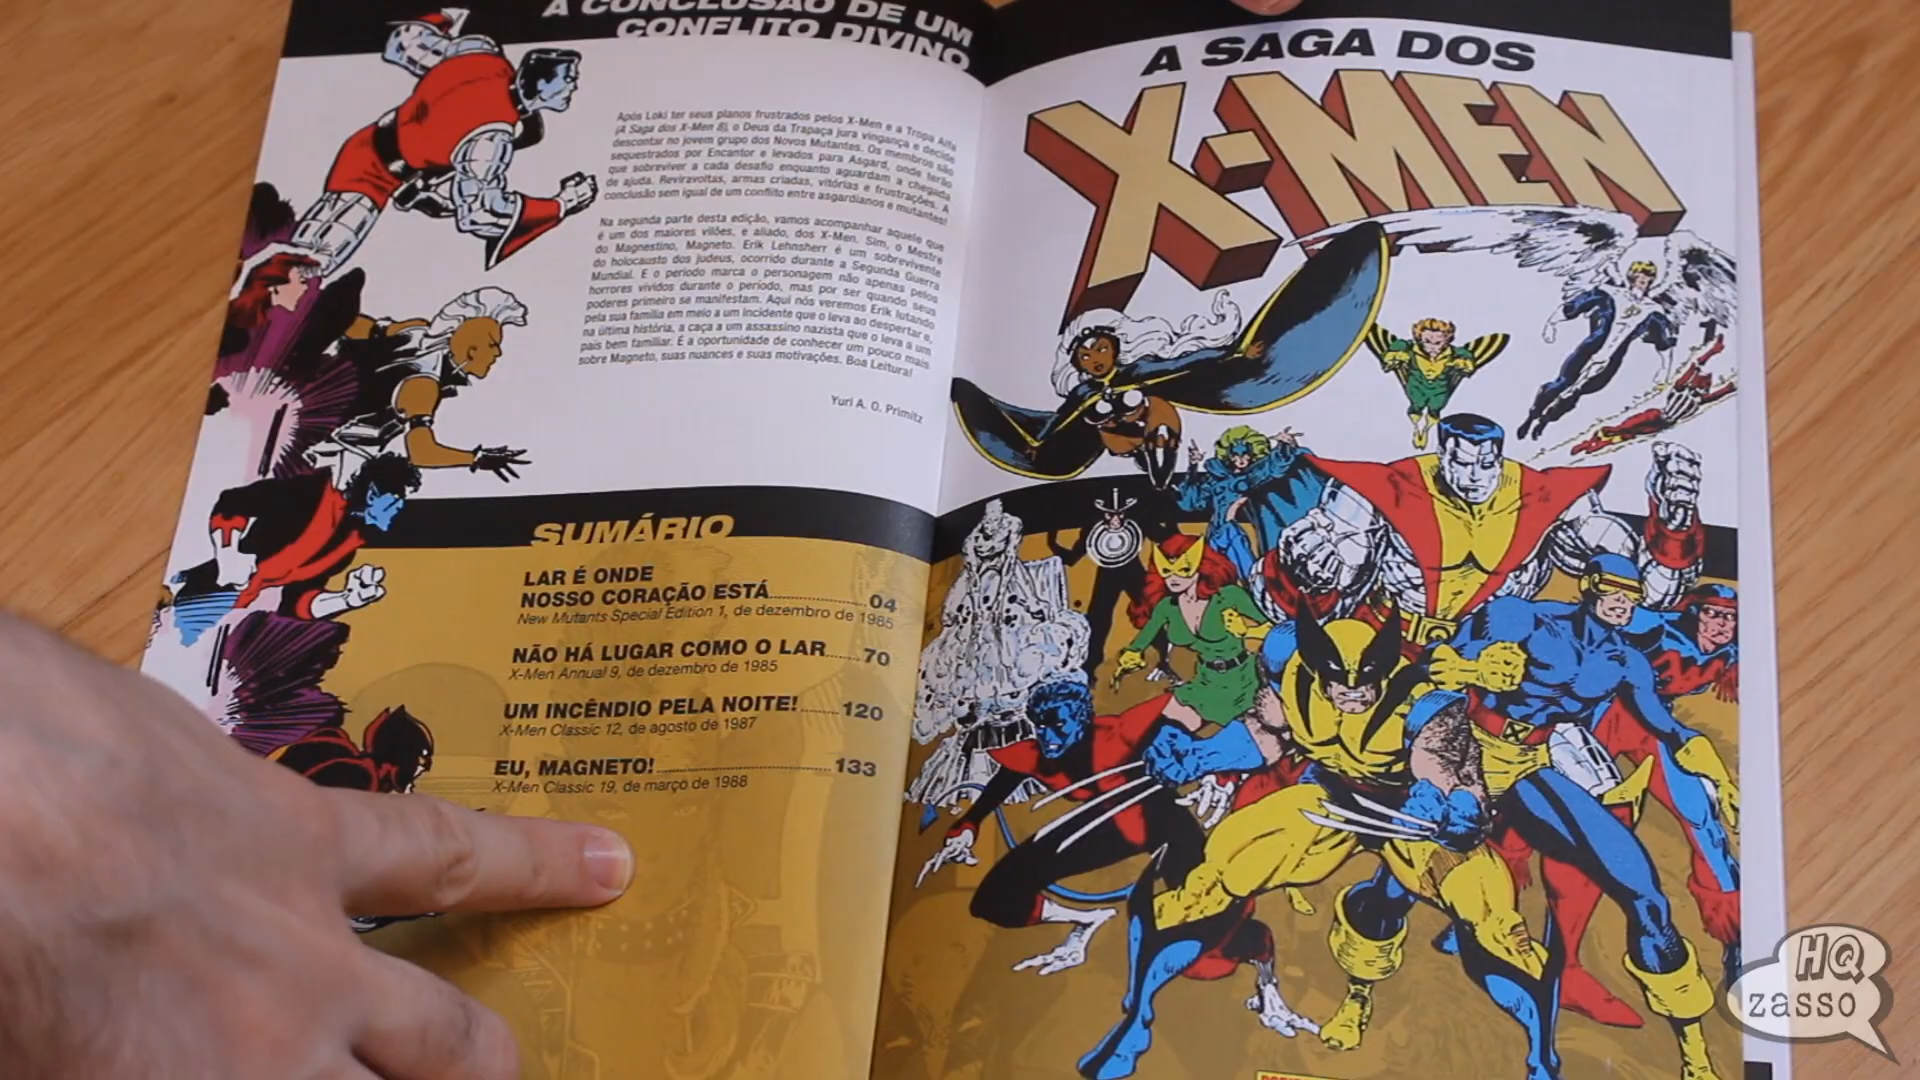 A CONCLUSÃO DE UM
CONFLITO DIVINO
Após Loki ter seus planos frustrados pelos X-Men e a Tropa Alfa
(A Saga dos X-Men 8), o Deus da Trapaça jura vingança e decide
descontar no jovem grupo dos Novos Mutantes. Os membros são
sequestrados por Encantor e levados para Asgard, onde terão
que sobreviver a cada desafio enquanto aguardam a chegada
de ajuda. Reviravoltas, armas criadas, vitórias e frustrações. A
conclusão sem igual de um conflito entre asgardianos e mutantes!
Na segunda parte desta edição, vamos acompanhar aquele que
é um dos maiores vilões, e aliado, dos X-Men. Sim, o Mestre
do Magnestino, Magneto. Erik Lehnsherr é um sobrevivente
do holocausto dos judeus, ocorrido durante a Segunda Guerra
Mundial. E o período marca o personagem não apenas pelos
horrores vividos durante o período, mas por ser quando seus
poderes primeiro se manifestam. Aqui nós veremos Erik lutando
pela sua família em meio a um incidente que o leva ao despertar e,
na última história, a caça a um assassino nazista que o leva a um
país bem familiar. É a oportunidade de conhecer um pouco mais
sobre Magneto, suas nuances e suas motivações. Boa Leitura!
Yuri A. O. Primitz
SUMÁRIO
LAR É ONDE
NOSSO CORAÇÃO ESTÁ 04
New Mutants Special Edition 1, de dezembro de 1985
NÃO HÁ LUGAR COMO O LAR 70
X-Men Annual 9, de dezembro de 1985
UM INCÊNDIO PELA NOITE! 120
X-Men Classic 12, de agosto de 1987
EU, MAGNETO! 133
X-Men Classic 19, de março de 1988
A SAGA DOS
X-MEN
HQ
zasso